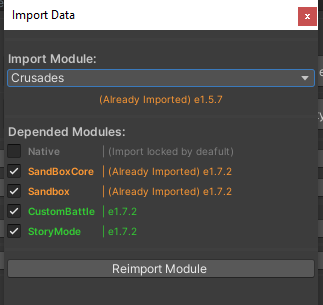 Import Data
x
Import Module:
Crusades
(Already Imported) e1.5.7
Depended Modules:
Native | (Import locked by deafult)
SandBoxCore | (Already Imported) e1.7.2
Sandbox | (Already Imported) e1.7.2
CustomBattle | e1.7.2
StoryMode | e1.7.2
Reimport Module